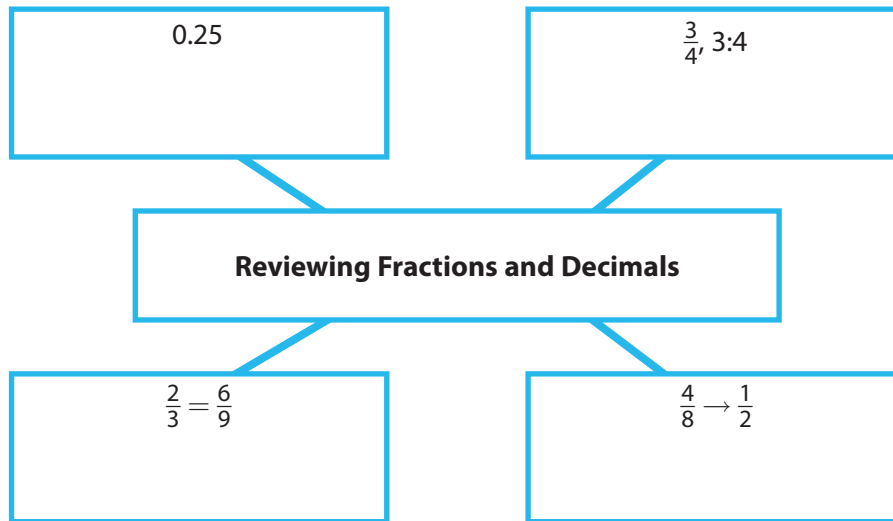 0.25
3/4, 3:4
Reviewing Fractions and Decimals
2/3 = 6/9
4/8 → 1/2